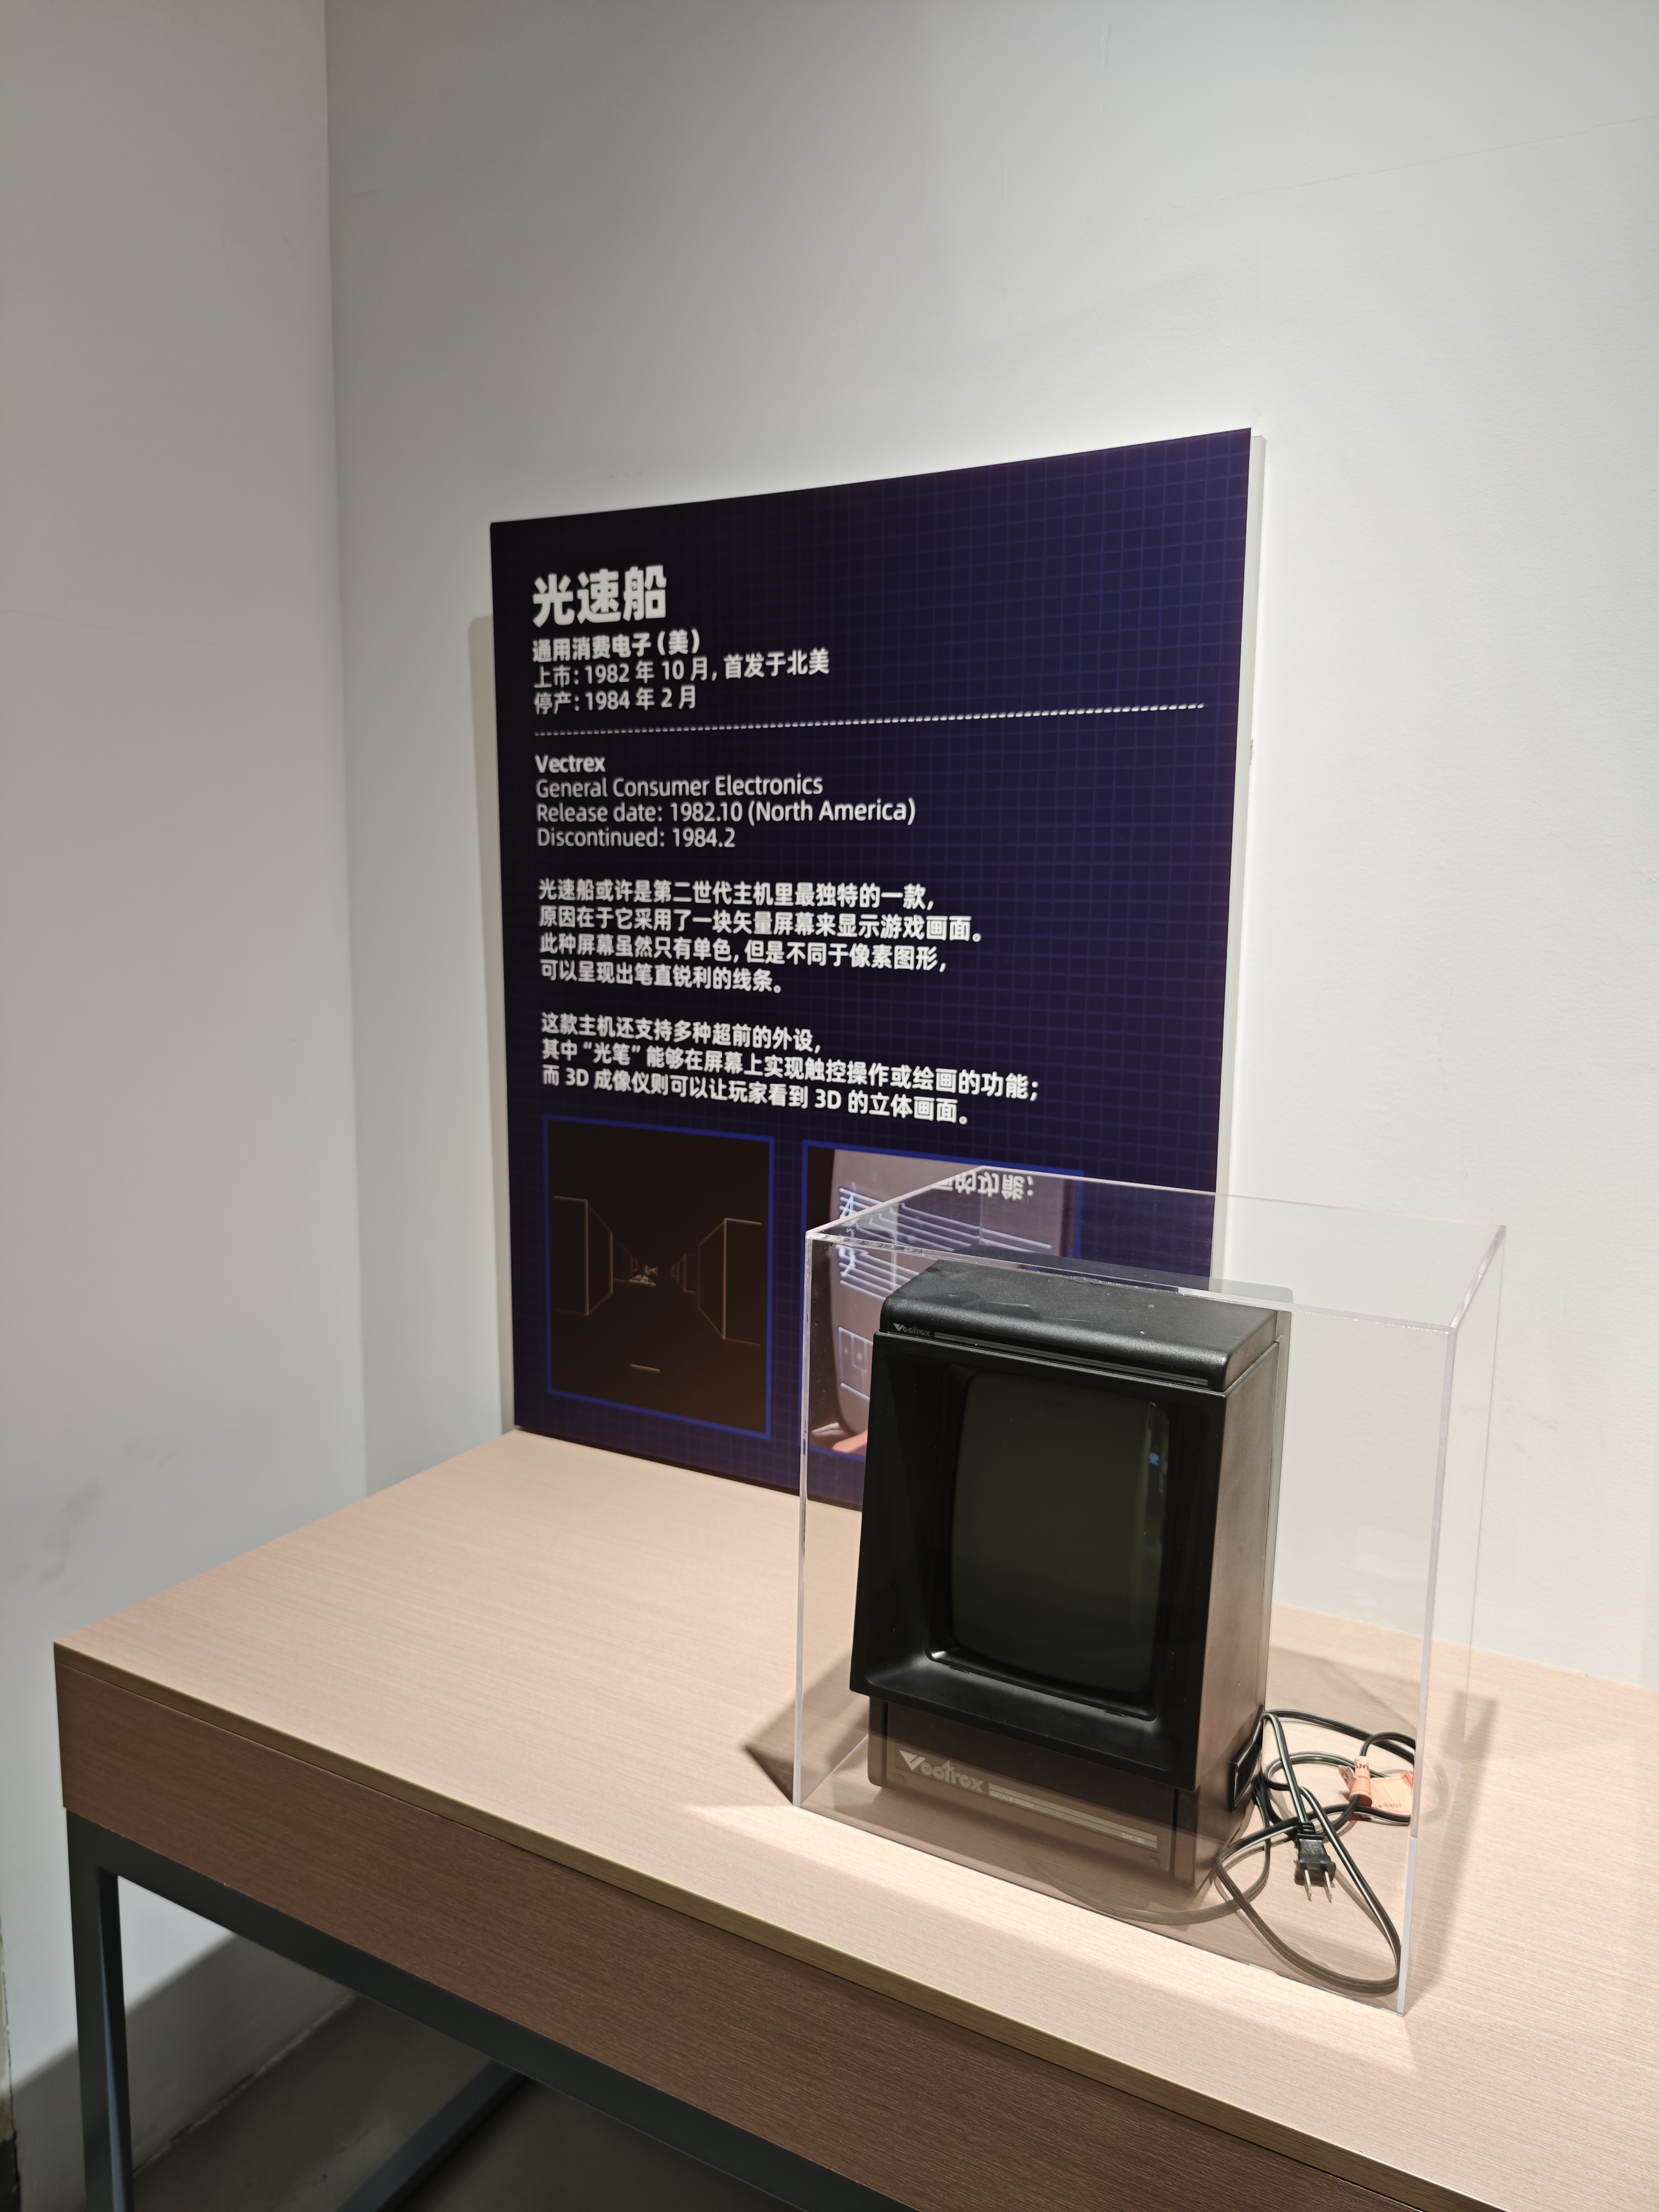 光速船
通用消费电子（美）
上市：1982 年 10 月，首发于北美
停产：1984 年 2 月
Vectrex
General Consumer Electronics
Release date: 1982.10 (North America)
Discontinued: 1984.2
光速船或许是第二世代主机里最独特的一款，
原因在于它采用了一块矢量屏幕来显示游戏画面。
此种屏幕虽然只有单色，但是不同于像素图形，
可以呈现出笔直锐利的线条。
这款主机还支持多种超前的外设，
其中“光笔”能够在屏幕上实现触控操作或绘画的功能；
而 3D 成像仪则可以让玩家看到 3D 的立体画面。
Vectrex
Vectrex